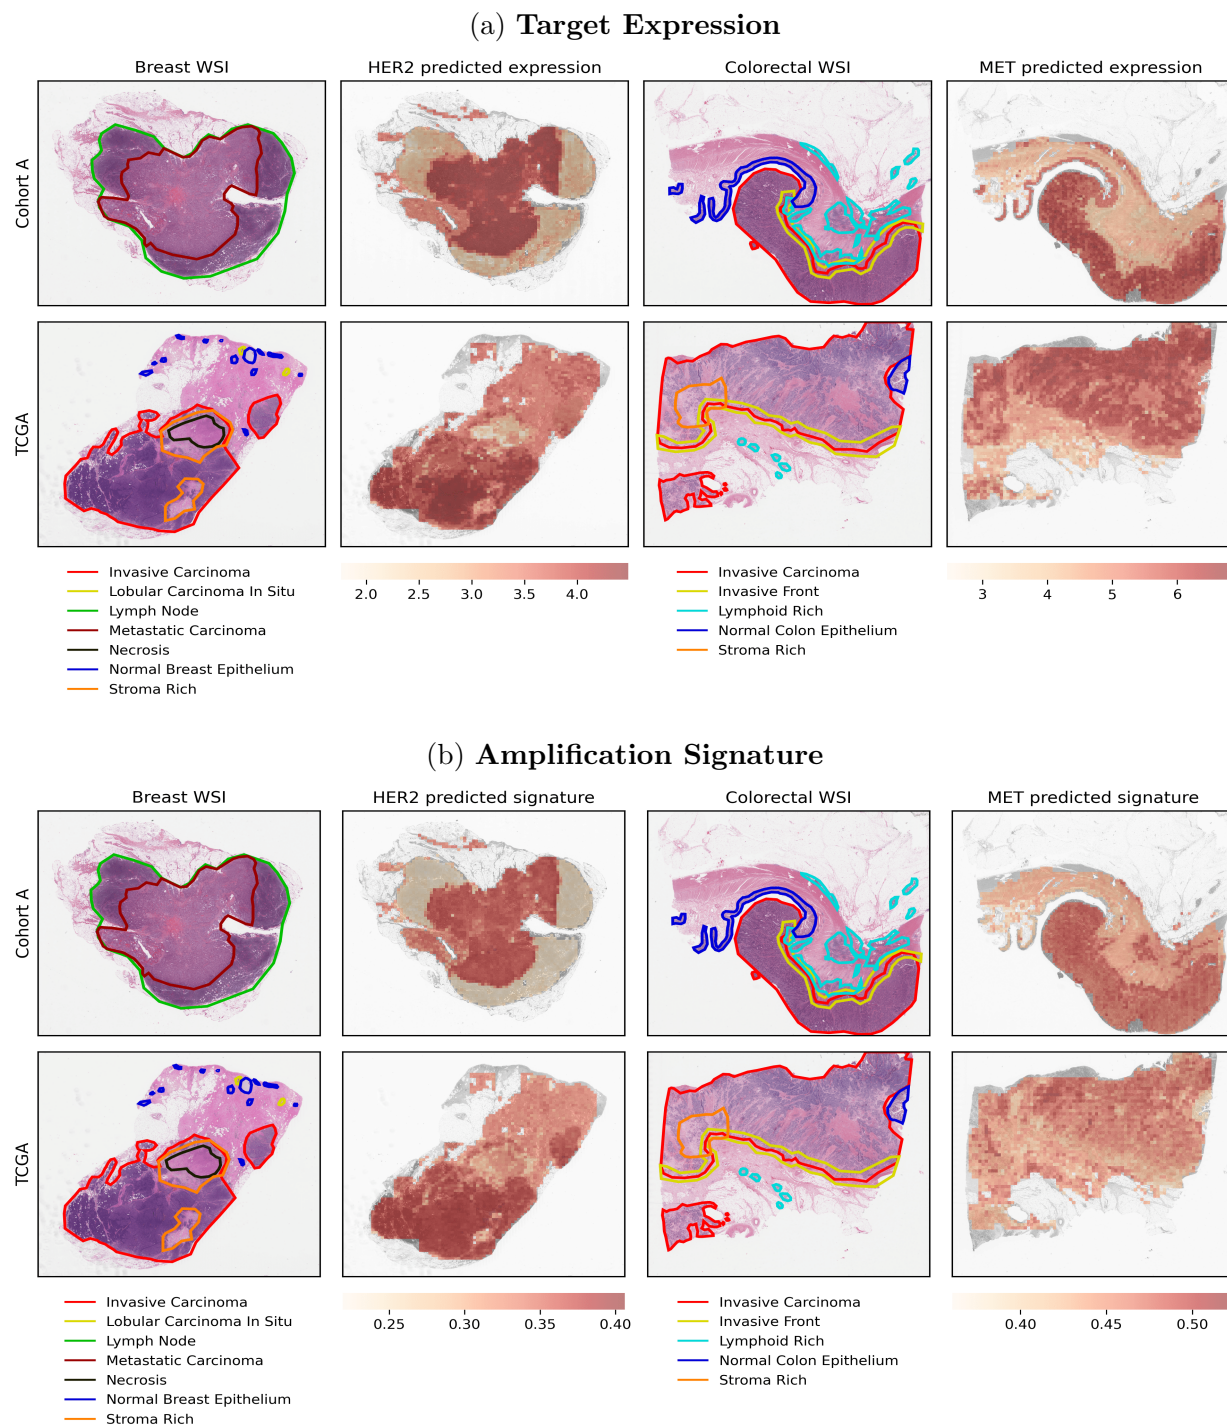 (a) Target Expression
Breast WSI
HER2 predicted expression
Colorectal WSI
MET predicted expression
Cohort A
TCGA
Invasive Carcinoma
Lobular Carcinoma In Situ
Lymph Node
Metastatic Carcinoma
Necrosis
Normal Breast Epithelium
Stroma Rich
2.0 2.5 3.0 3.5 4.0
Invasive Carcinoma
Invasive Front
Lymphoid Rich
Normal Colon Epithelium
Stroma Rich
3 4 5 6
(b) Amplification Signature
Breast WSI
HER2 predicted signature
Colorectal WSI
MET predicted signature
Cohort A
TCGA
Invasive Carcinoma
Lobular Carcinoma In Situ
Lymph Node
Metastatic Carcinoma
Necrosis
Normal Breast Epithelium
Stroma Rich
0.25 0.30 0.35 0.40
Invasive Carcinoma
Invasive Front
Lymphoid Rich
Normal Colon Epithelium
Stroma Rich
0.40 0.45 0.50